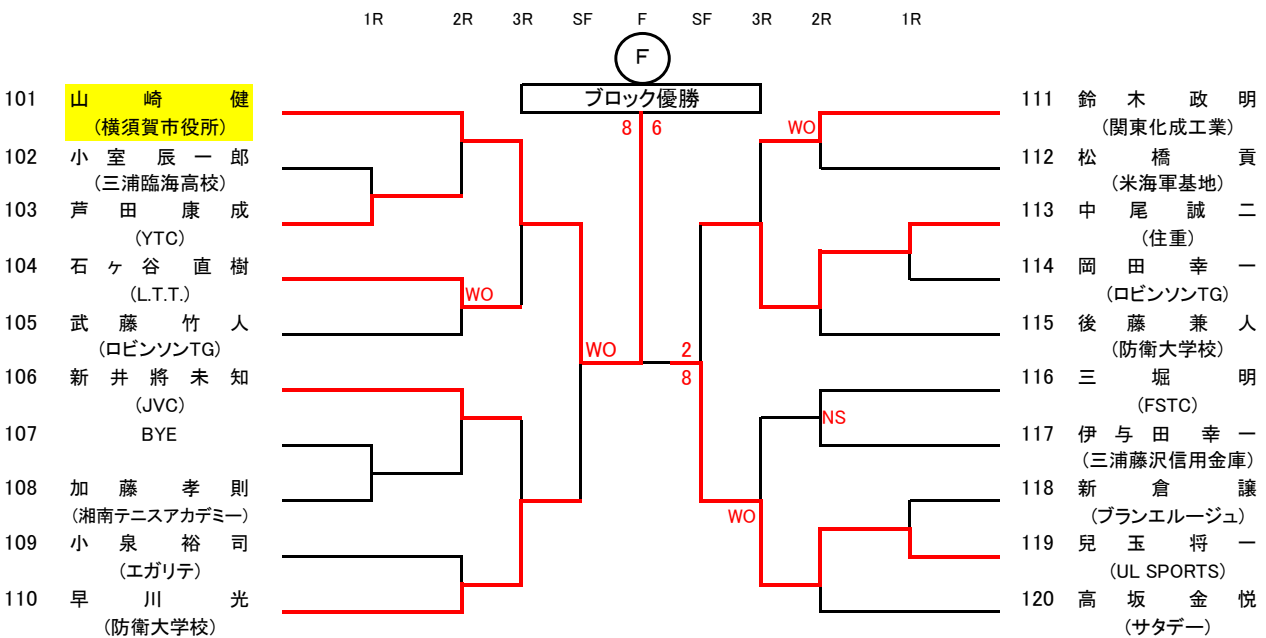 1R 2R 3R SF F SF 3R 2R 1R
F
ブロック優勝
101 山崎健
(横須賀市役所)
102 小室辰一郎
(三浦臨海高校)
103 芦田康成
(YTC)
104 石ヶ谷直樹
(L.T.T.)
WO
105 武藤竹人
(ロビンソンTG)
106 新井將未知
(JVC)
107 BYE
108 加藤孝則
(湘南テニスアカデミー)
109 小泉裕司
(エガリテ)
110 早川光
(防衛大学校)
8 6
WO
2
8
111 鈴木政明
(関東化成工業)
WO
112 松橋貢
(米海軍基地)
113 中尾誠二
(住重)
114 岡田幸一
(ロビンソンTG)
115 後藤兼人
(防衛大学校)
116 三堀明
(FSTC)
NS
117 伊与田幸一
(三浦藤沢信用金庫)
118 新倉譲
(ブランエルージュ)
WO
119 兒玉将一
(UL SPORTS)
120 高坂金悦
(サタデー)